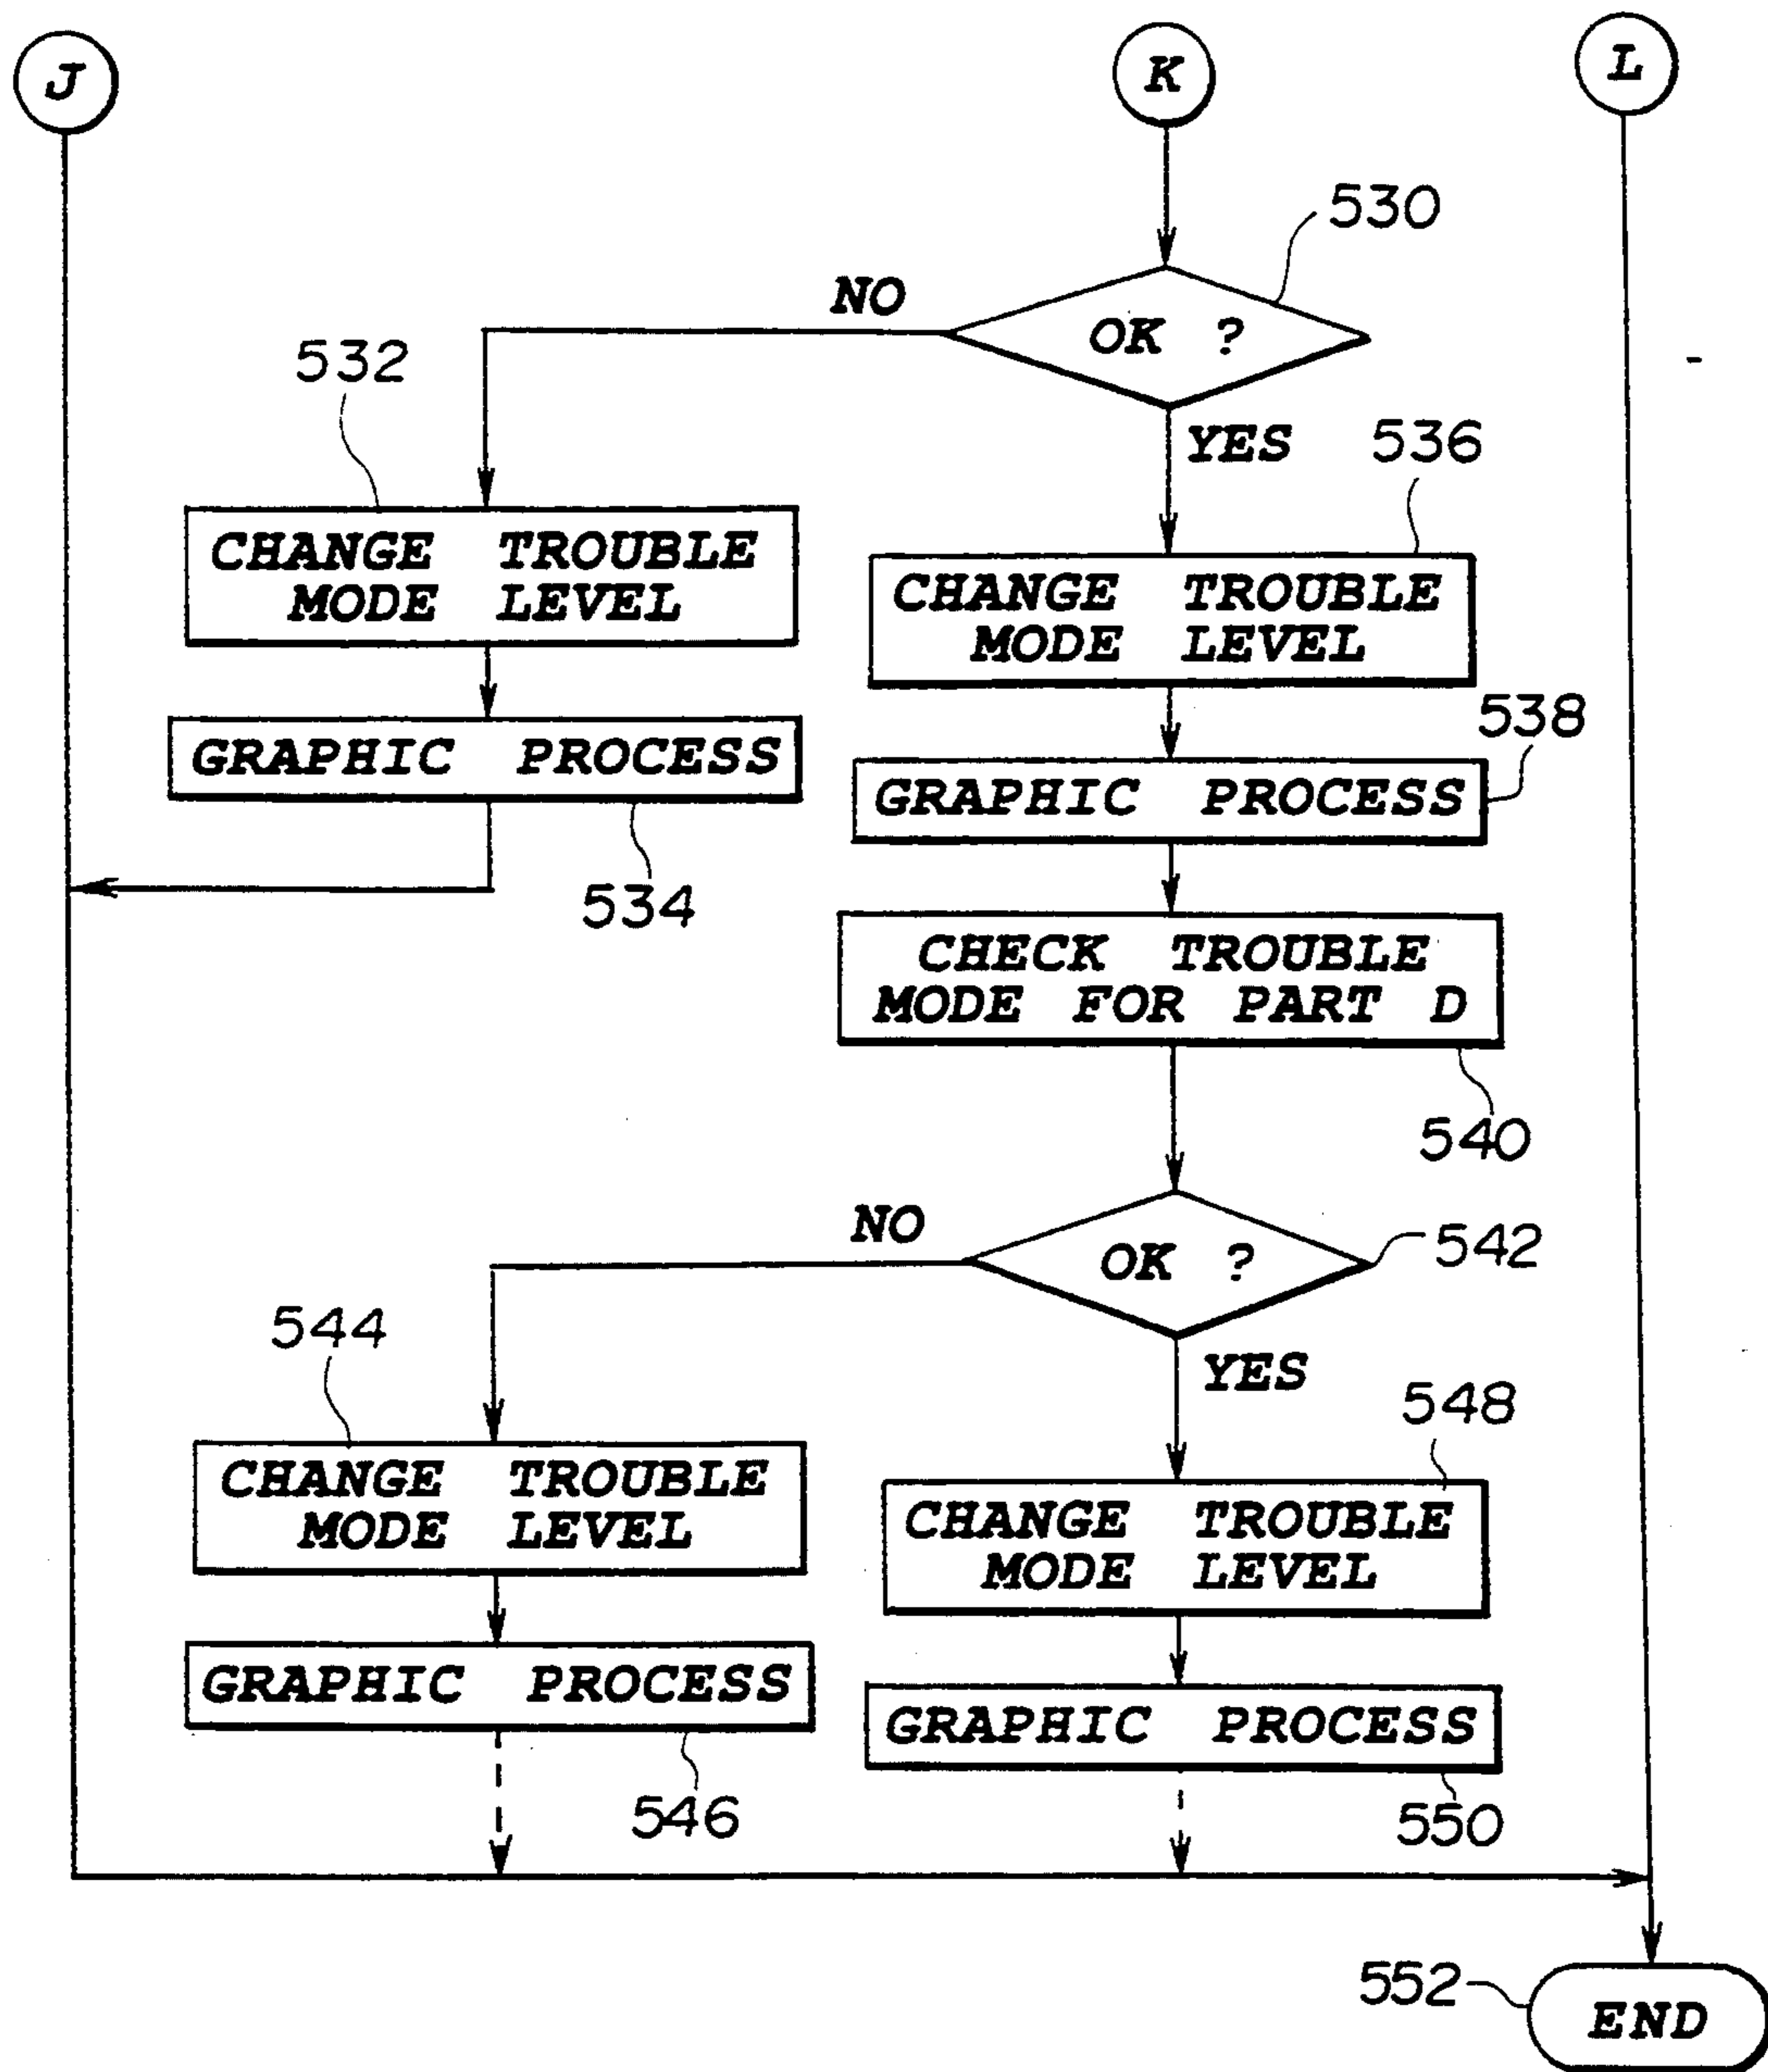 J
K
L
530
NO
OK ?
532
YES
536
CHANGE TROUBLE
MODE LEVEL
CHANGE TROUBLE
MODE LEVEL
538
GRAPHIC PROCESS
GRAPHIC PROCESS
534
CHECK TROUBLE
MODE FOR PART D
540
NO
OK ?
542
544
YES
548
CHANGE TROUBLE
MODE LEVEL
CHANGE TROUBLE
MODE LEVEL
GRAPHIC PROCESS
GRAPHIC PROCESS
546
550
552
END